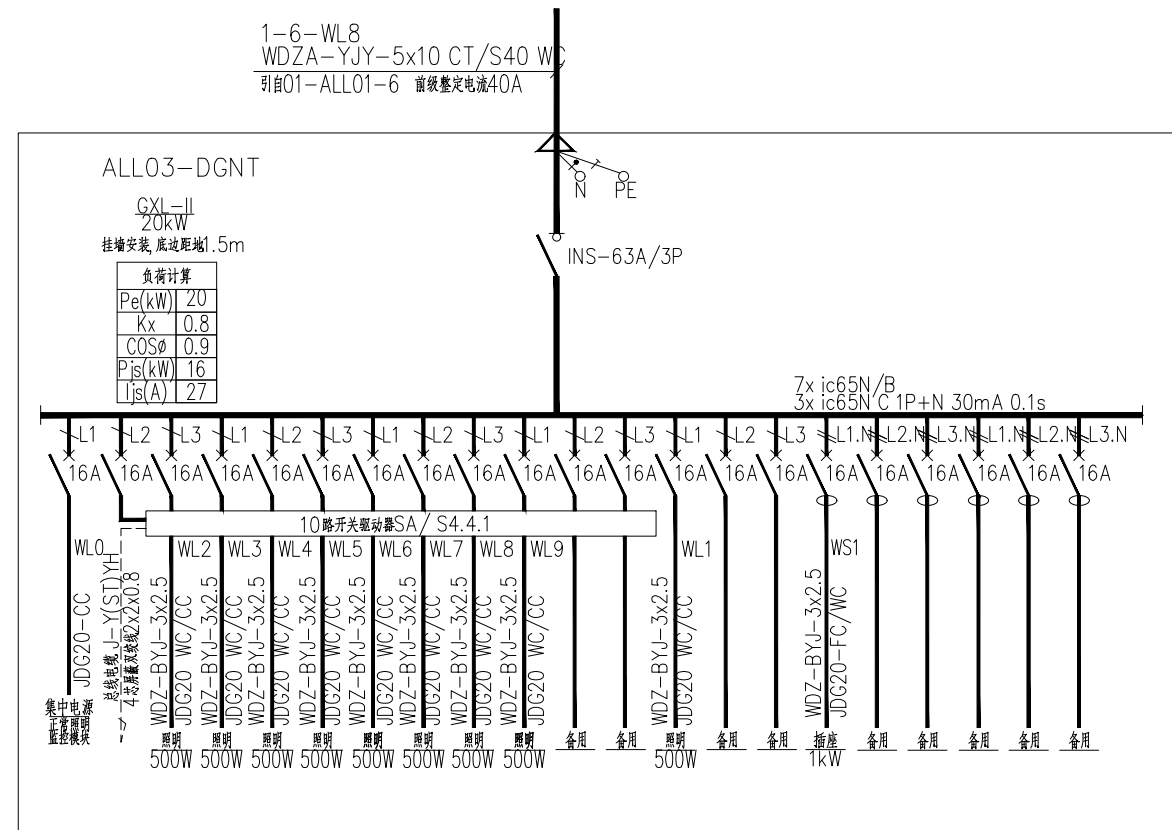 1-6-WL8
WDZA-YJY-5x10 CT/S40 WC
引自01-ALL01-6 前级整定电流40A
ALL03-DGNT
N PE
GXL-II
20kW
挂墙安装,底边距地1.5m
INS-63A/3P
负荷计算
Pe(kW) 20
Kx 0.8
COSø 0.9
Pjs(kW) 16
Ijs(A) 27
7x ic65N/B
3x ic65N C 1P+N 30mA 0.1s
L1 L2 L3 L1 L2 L3 L1 L2 L3 L1 L2 L3 L1 L2 L3 L1.N L2.N L3.N L1.N L2.N L3.N
16A 16A 16A 16A 16A 16A 16A 16A 16A 16A 16A 16A 16A 16A 16A 16A 16A 16A 16A 16A 16A
10路开关驱动器SA/ S4.4.1
WL0 WL2 WL3 WL4 WL5 WL6 WL7 WL8 WL9 WL1 WS1
JDG20-CC
总线电缆J-Y(ST)YH
4芯屏蔽双绞线2x2x0.8
WDZ-BYJ-3x2.5
JDG20 WC/CC
WDZ-BYJ-3x2.5
JDG20 WC/CC
WDZ-BYJ-3x2.5
JDG20 WC/CC
WDZ-BYJ-3x2.5
JDG20 WC/CC
WDZ-BYJ-3x2.5
JDG20 WC/CC
WDZ-BYJ-3x2.5
JDG20 WC/CC
WDZ-BYJ-3x2.5
JDG20 WC/CC
WDZ-BYJ-3x2.5
JDG20 WC/CC
WDZ-BYJ-3x2.5
JDG20 WC/CC
WDZ-BYJ-3x2.5
JDG20-FC/WC
集中电源
正常照明
监控模块
照明 照明 照明 照明 照明 照明 照明 照明 备用 备用 照明 备用 备用 插座 备用 备用 备用 备用 备用
500W 500W 500W 500W 500W 500W 500W 500W 500W 1kW